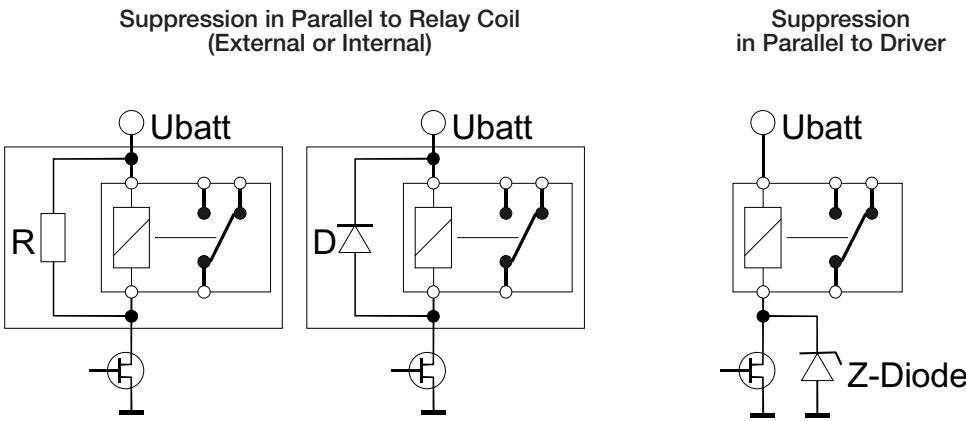 Suppression in Parallel to Relay Coil
(External or Internal)
Suppression
in Parallel to Driver
Ubatt
Ubatt
Ubatt
R
D
Z-Diode